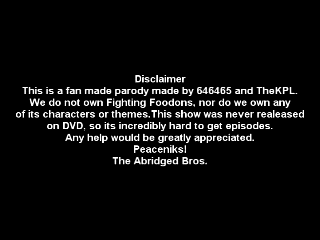 Disclaimer
This is a fan made parody made by 646465 and TheKPL.
We do not own Fighting Foodons, nor do we own any
of its characters or themes.This show was never realeased
on DVD, so its incredibly hard to get episodes.
Any help would be greatly appreciated.
Peaceniks!
The Abridged Bros.